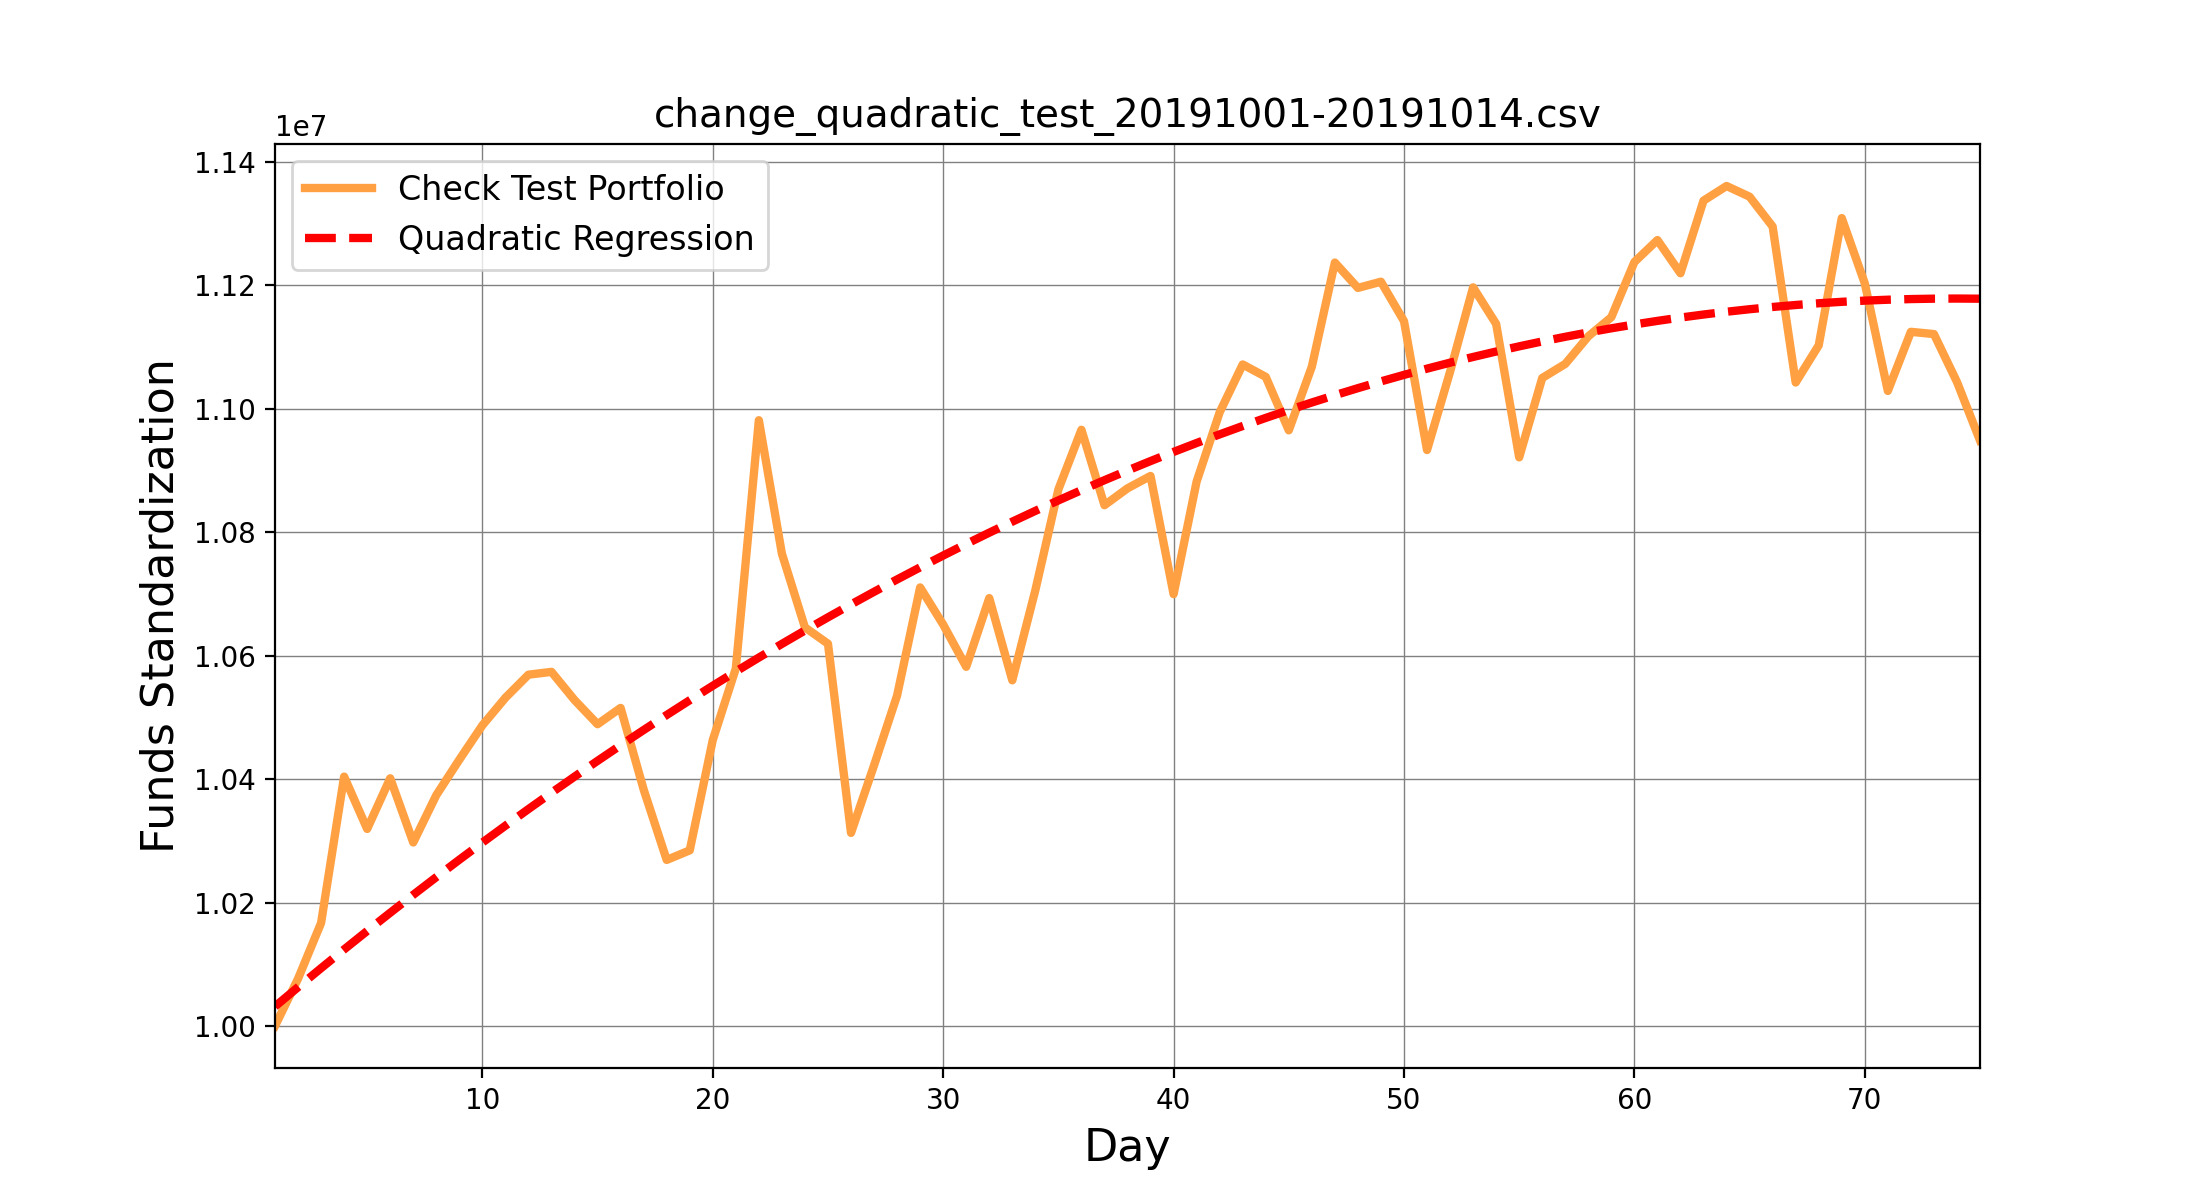 change_quadratic_test_20191001-20191014.csv
1e7
Check Test Portfolio
Quadratic Regression
Funds Standardization
1.14
1.12
1.10
1.08
1.06
1.04
1.02
1.00
10 20 30 40 50 60 70
Day